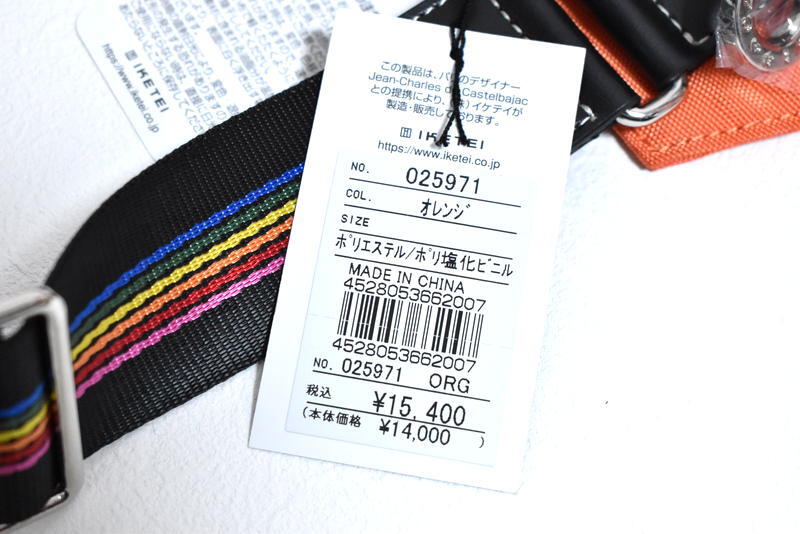 この製品は、パリのデザイナー
Jean-Charles de Castelbajac
との提携により、(株)イケテイが
製造・販売しております。
IKETEI
https://www.iketei.co.jp
NO. 025971
COL. オレンジ
SIZE
ポリエステル/ポリ塩化ビニル
MADE IN CHINA
4528053662007
4528053662007
NO. 025971 ORG
税込 ¥15,400
(本体価格 ¥14,000 )
IKETEI
https://www.iketei.co.jp